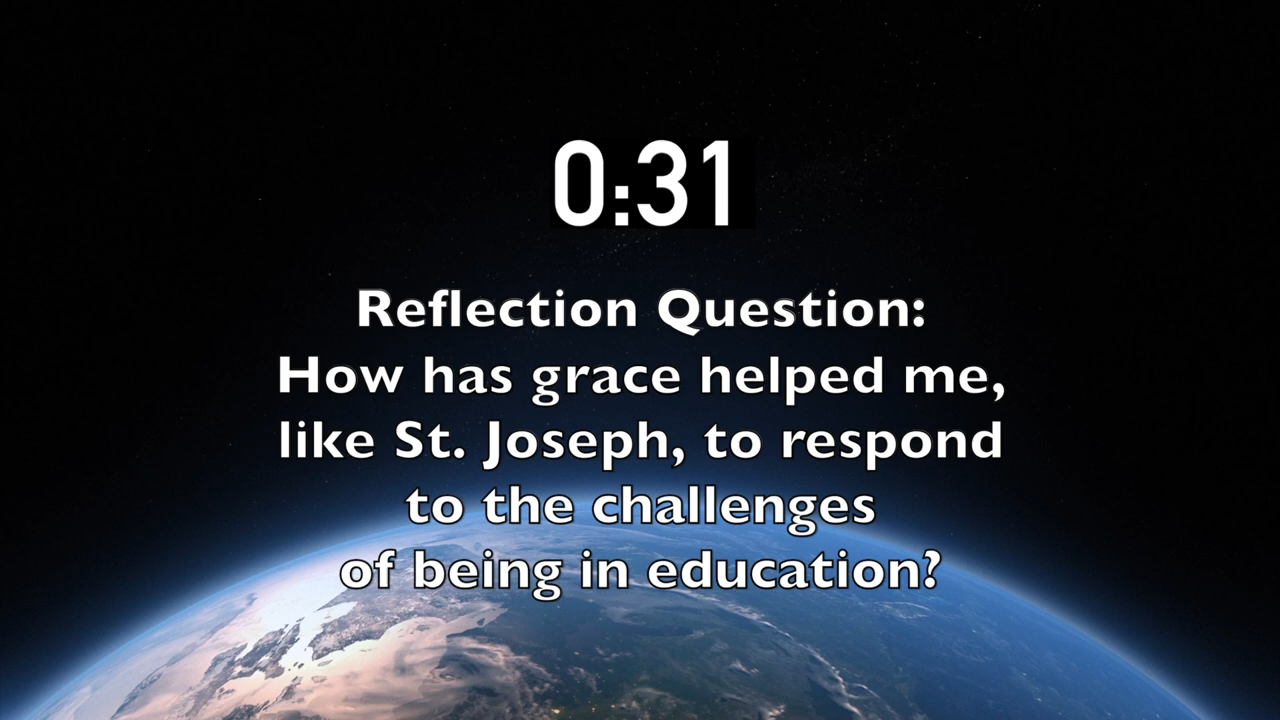 0:31
Reflection Question:
How has grace helped me,
like St. Joseph, to respond
to the challenges
of being in education?